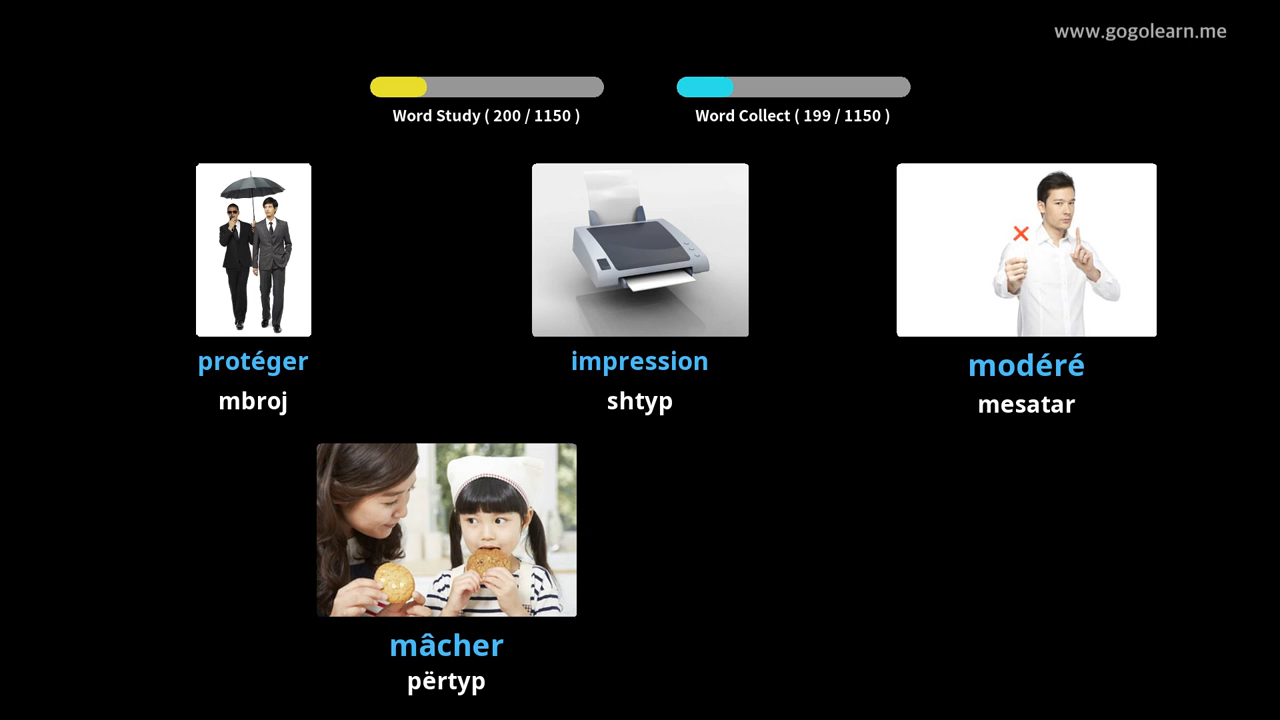 www.gogolearn.me
Word Study ( 200 / 1150 )
Word Collect ( 199 / 1150 )
protéger
mbroj
impression
shtyp
modéré
mesatar
mâcher
përtyp